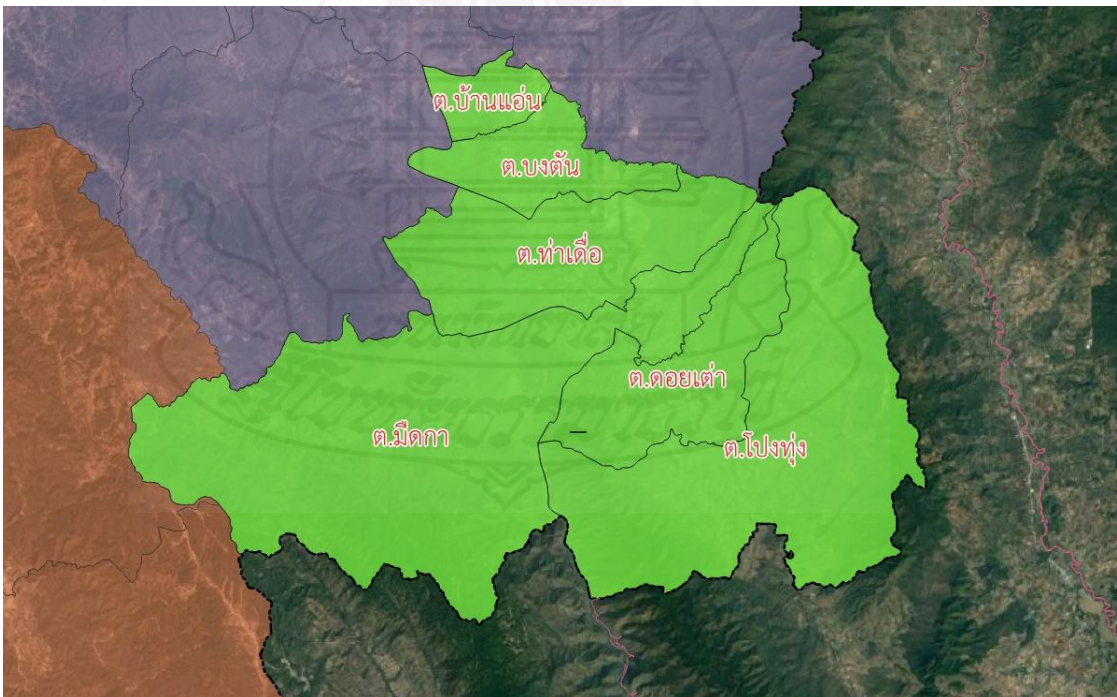 ต.บ้านแอ่น
ต.บงตัน
ต.ท่าเดื่อ
ต.ดอยเต่า
ต.มืดกา
ต.โปงทุ่ง